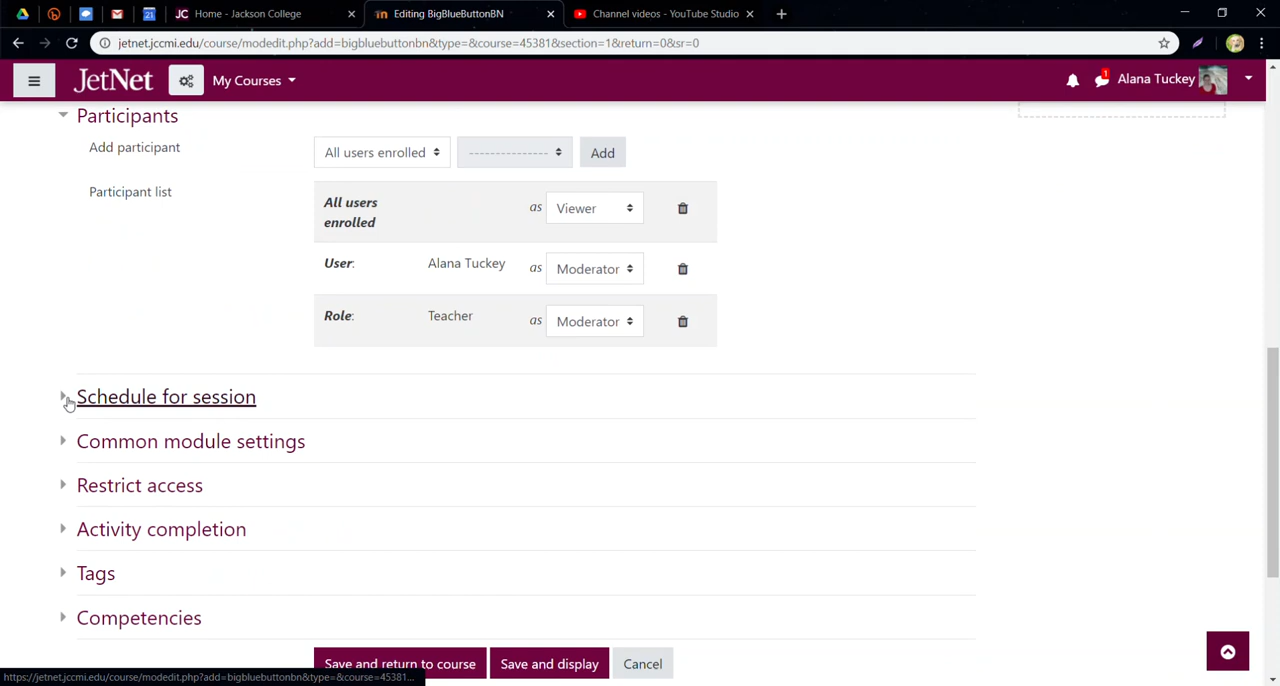 Home - Jackson College
Editing BigBlueButtonBN
Channel videos - YouTube Studio
jetnet.jccmi.edu/course/modedit.php?add=bigbluebuttonbn&type=&course=45381&section=1&return=0&sr=0
JetNet My Courses 1 Alana Tuckey
Participants
Add participant All users enrolled --------------- Add
Participant list
All users enrolled as Viewer
User: Alana Tuckey as Moderator
Role: Teacher as Moderator
Schedule for session
Common module settings
Restrict access
Activity completion
Tags
Competencies
Save and return to course Save and display Cancel
https://jetnet.jccmi.edu/course/modedit.php?add=bigbluebuttonbn&type=&course=45381...